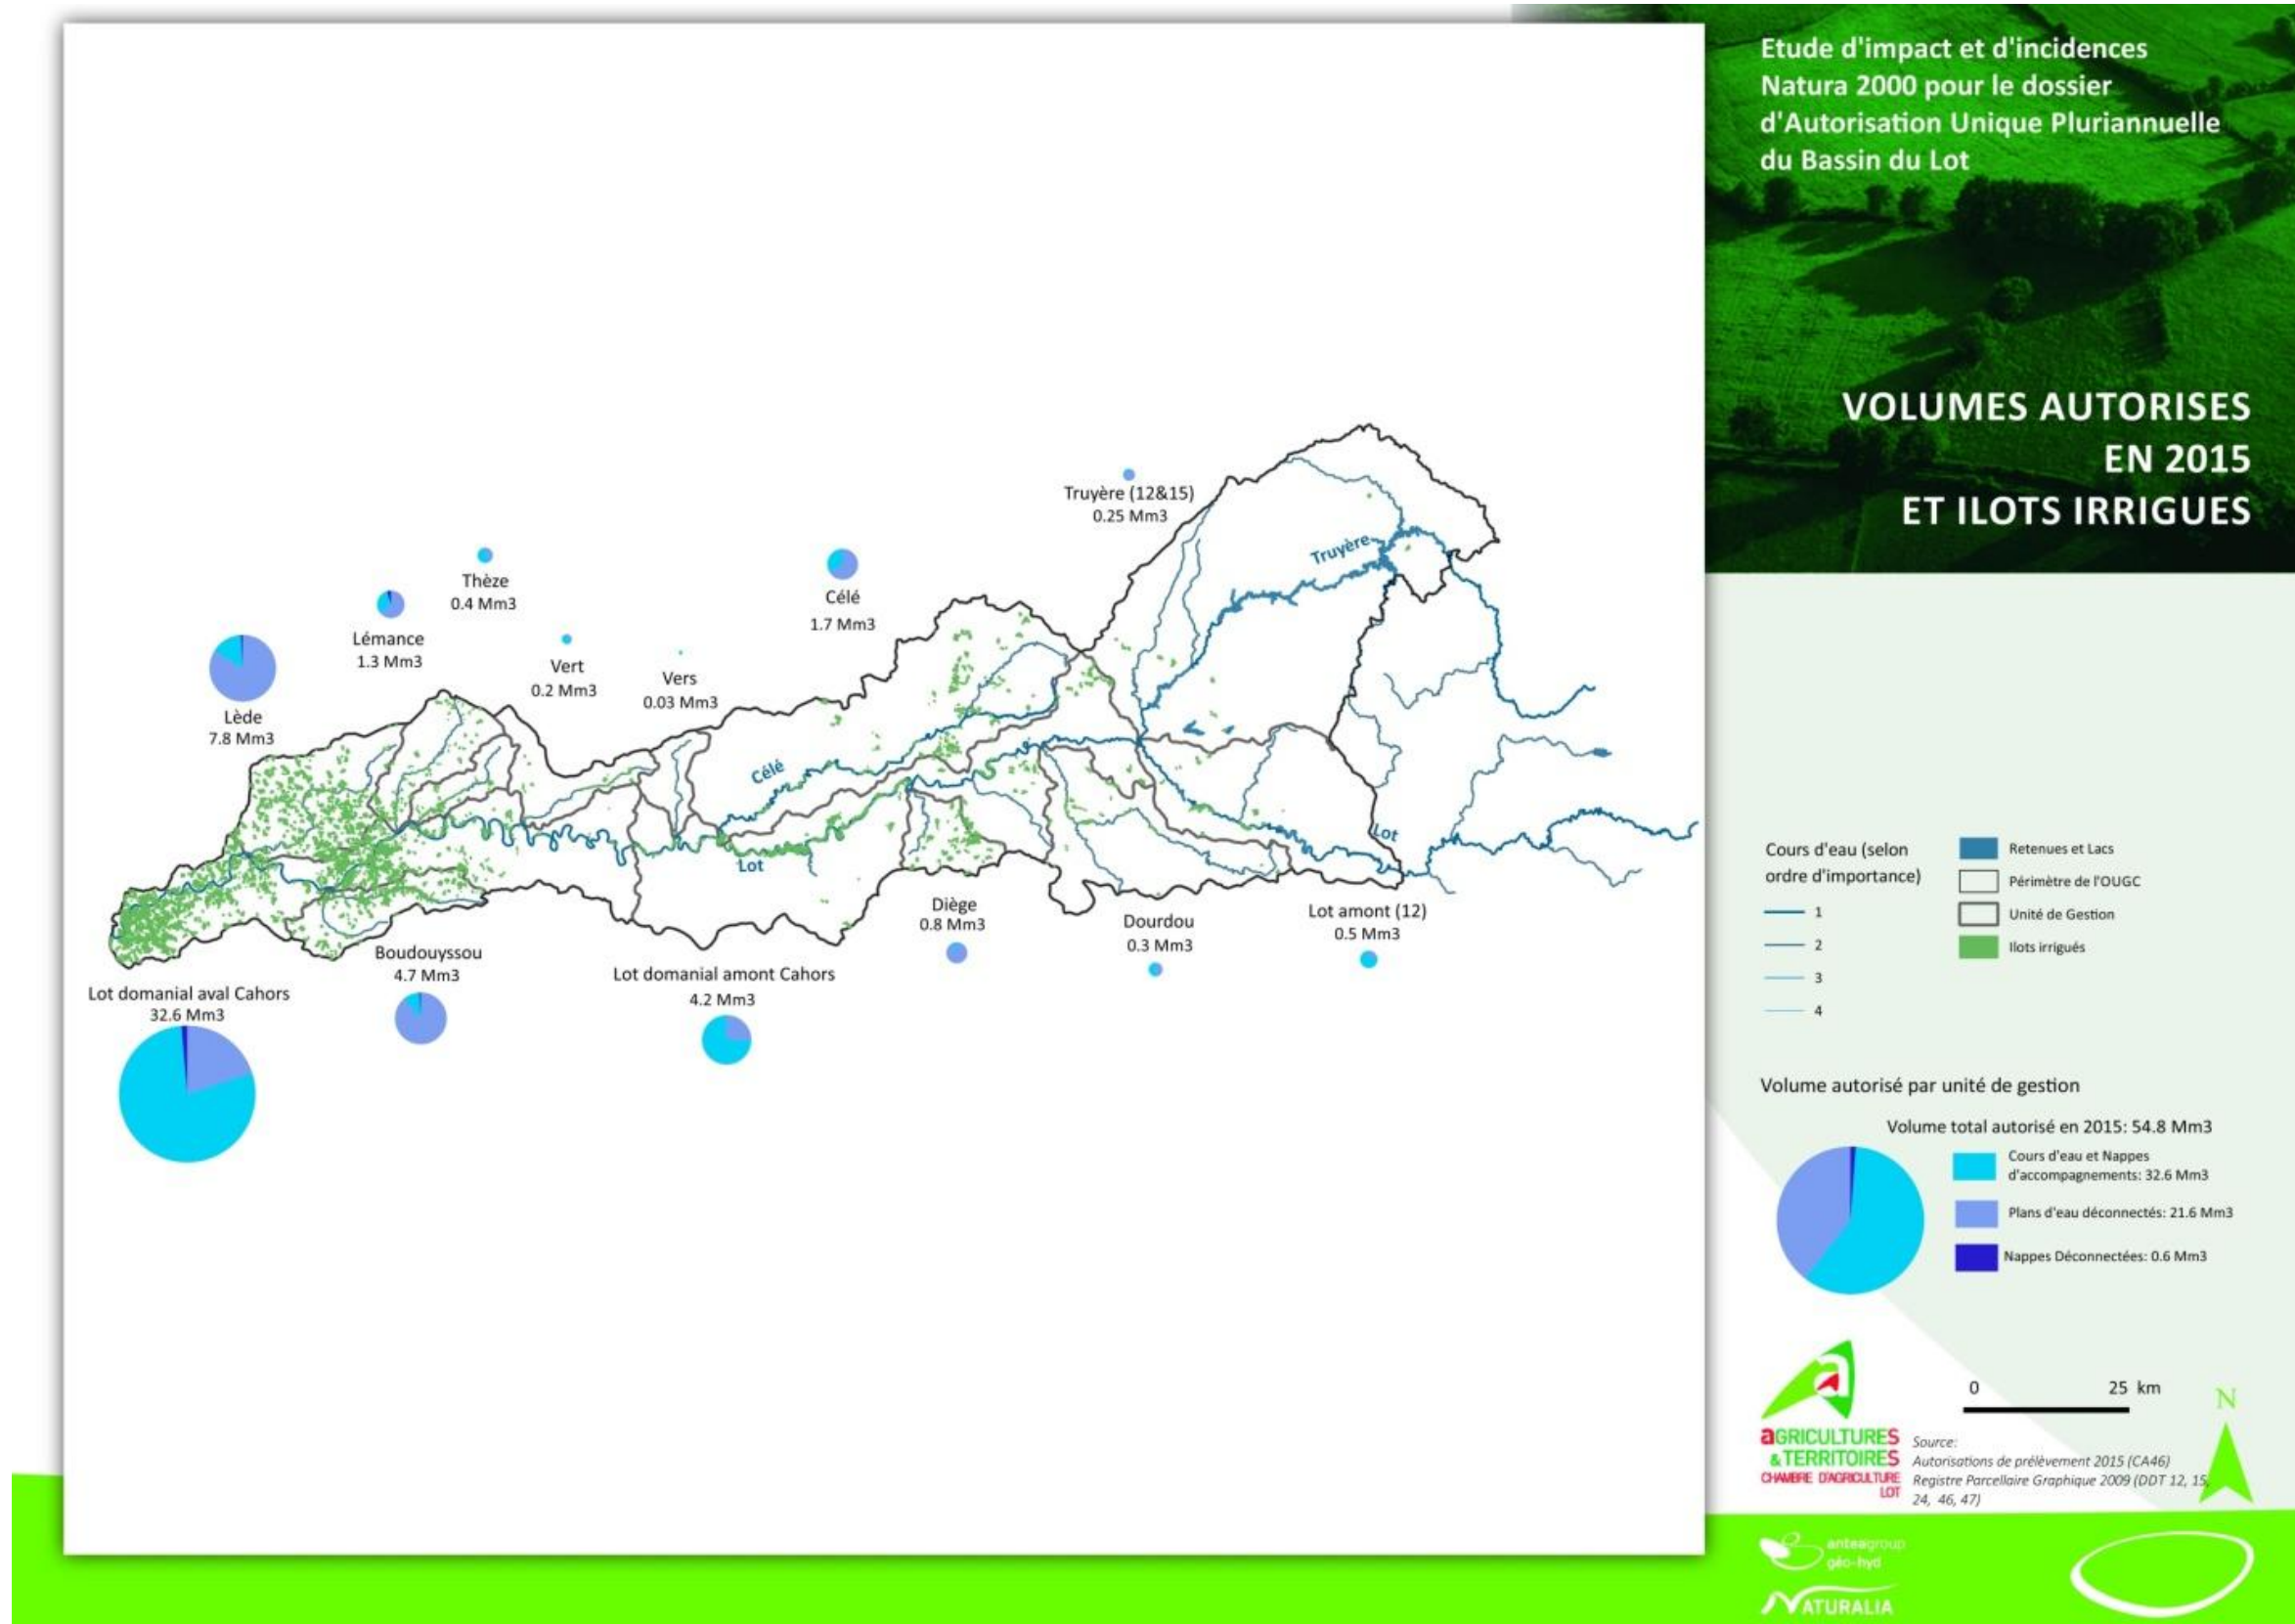 Etude d'impact et d'incidences
Natura 2000 pour le dossier
d'Autorisation Unique Pluriannuelle
du Bassin du Lot
VOLUMES AUTORISES
EN 2015
ET ILOTS IRRIGUES
Truyère (12&15)
0.25 Mm3
Truyère
Thèze
0.4 Mm3
Célé
1.7 Mm3
Lémance
1.3 Mm3
Vert
0.2 Mm3
Vers
0.03 Mm3
Lède
7.8 Mm3
Célé
Lot
Lot
Diège
0.8 Mm3
Dourdou
0.3 Mm3
Lot amont (12)
0.5 Mm3
Boudouyssou
4.7 Mm3
Lot domanial amont Cahors
4.2 Mm3
Lot domanial aval Cahors
32.6 Mm3
Cours d'eau (selon
ordre d'importance)
1
2
3
4
Retenues et Lacs
Périmètre de l'OUGC
Unité de Gestion
Ilots irrigués
Volume autorisé par unité de gestion
Volume total autorisé en 2015: 54.8 Mm3
Cours d'eau et Nappes
d'accompagnements: 32.6 Mm3
Plans d'eau déconnectés: 21.6 Mm3
Nappes Déconnectées: 0.6 Mm3
0 25 km
N
aGRICULTURES
& TERRITOIRES
CHAMBRE D'AGRICULTURE
LOT
Source:
Autorisations de prélèvement 2015 (CA46)
Registre Parcellaire Graphique 2009 (DDT 12, 15,
24, 46, 47)
anteagroup
géo-hyd
NATURALIA